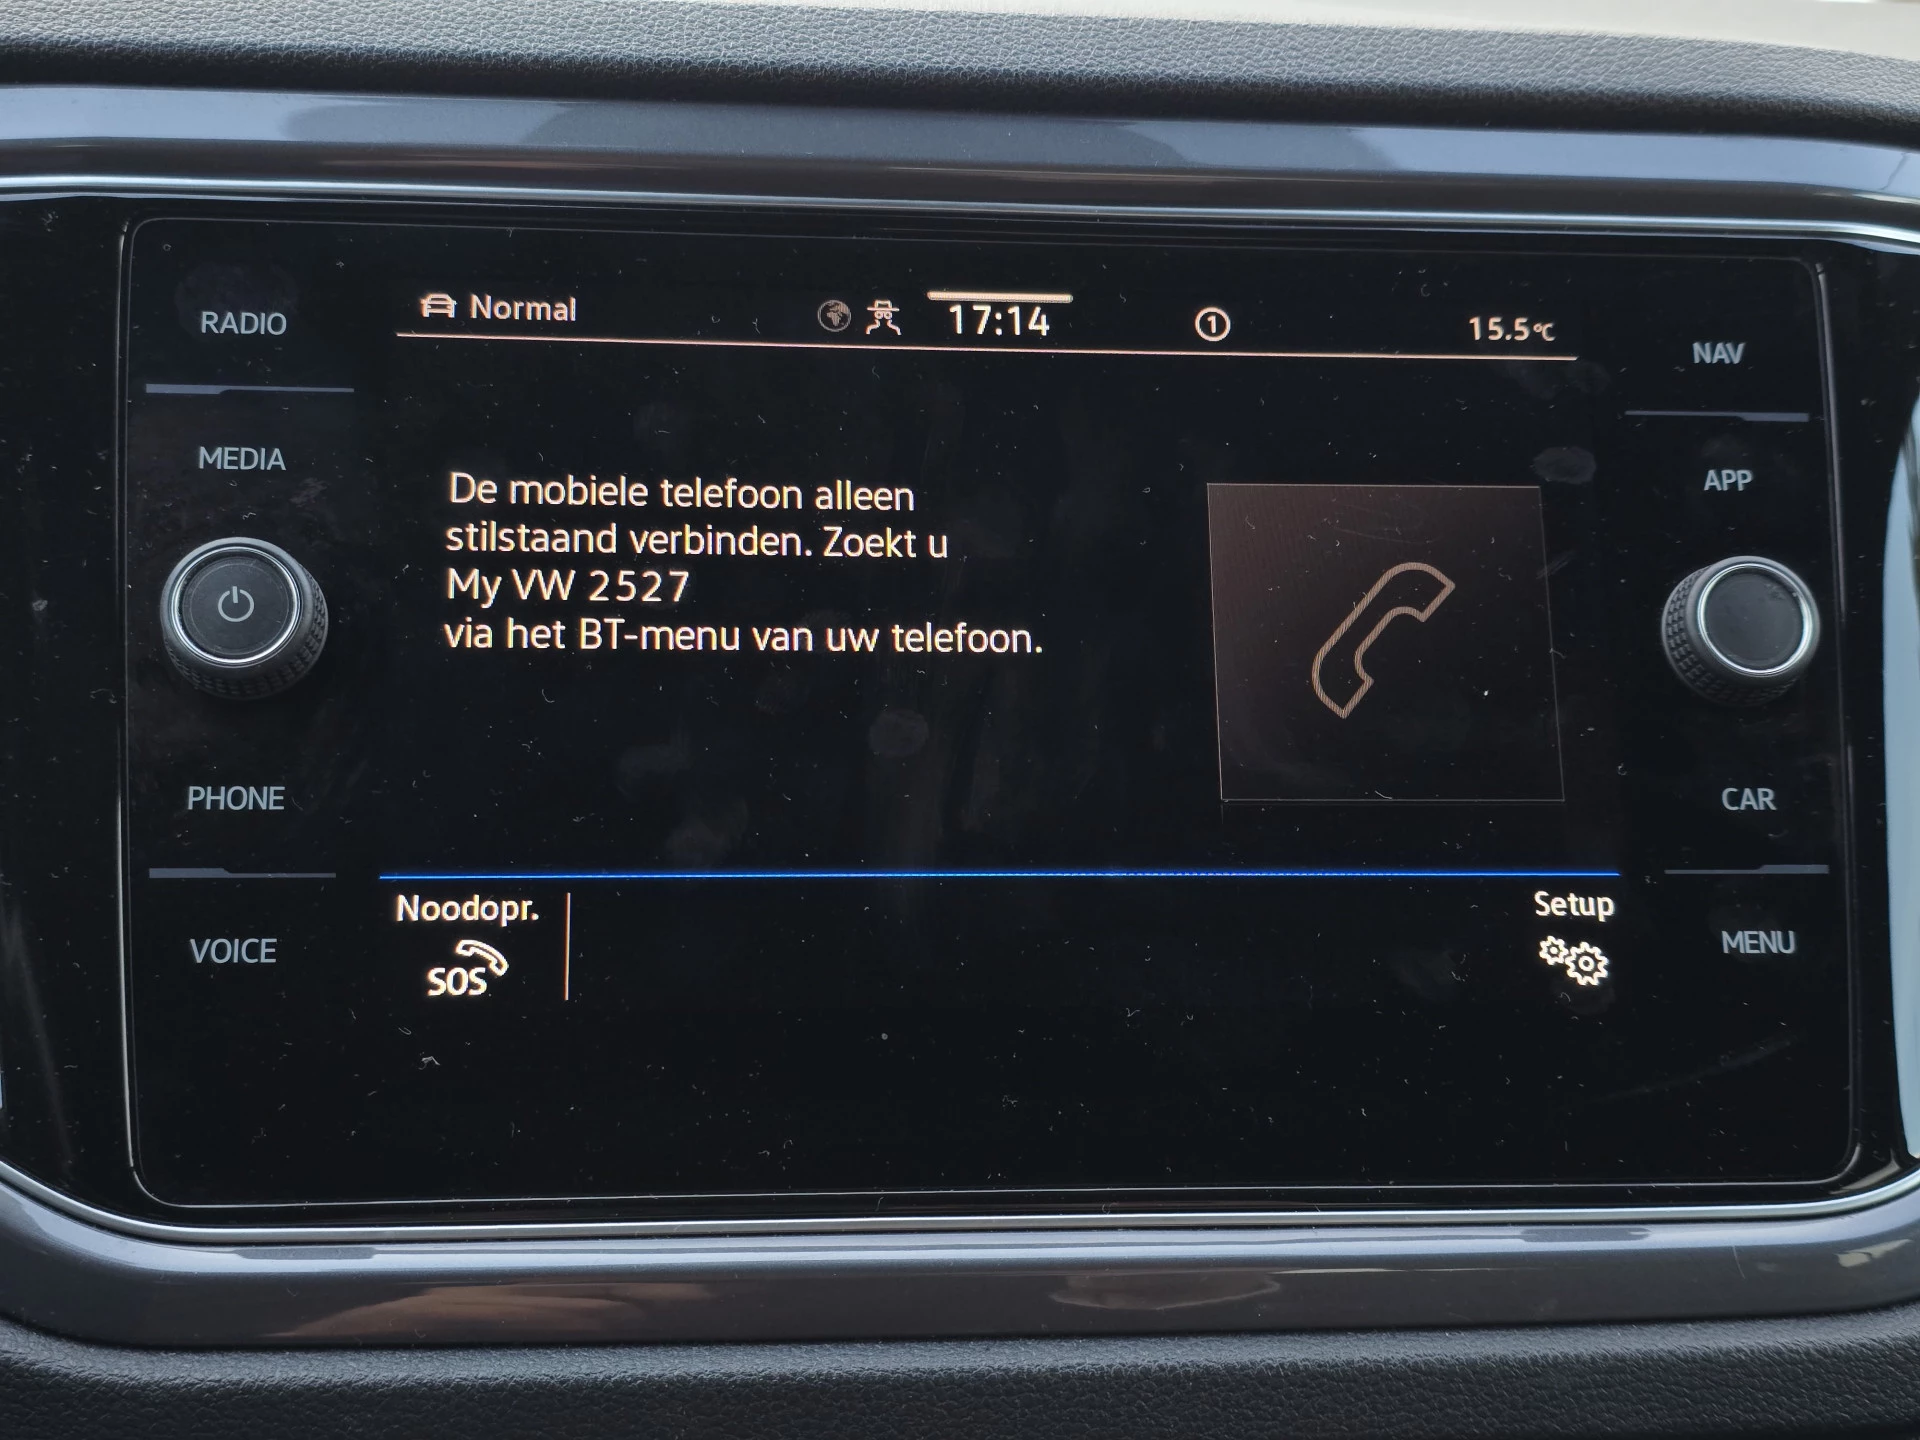 RADIO
MEDIA
PHONE
VOICE
Normal
17:14
1
15.5°C
De mobiele telefoon alleen
stilstaand verbinden. Zoekt u
My VW 2527
via het BT-menu van uw telefoon.
Noodopr.
SOS
Setup
NAV
APP
CAR
MENU